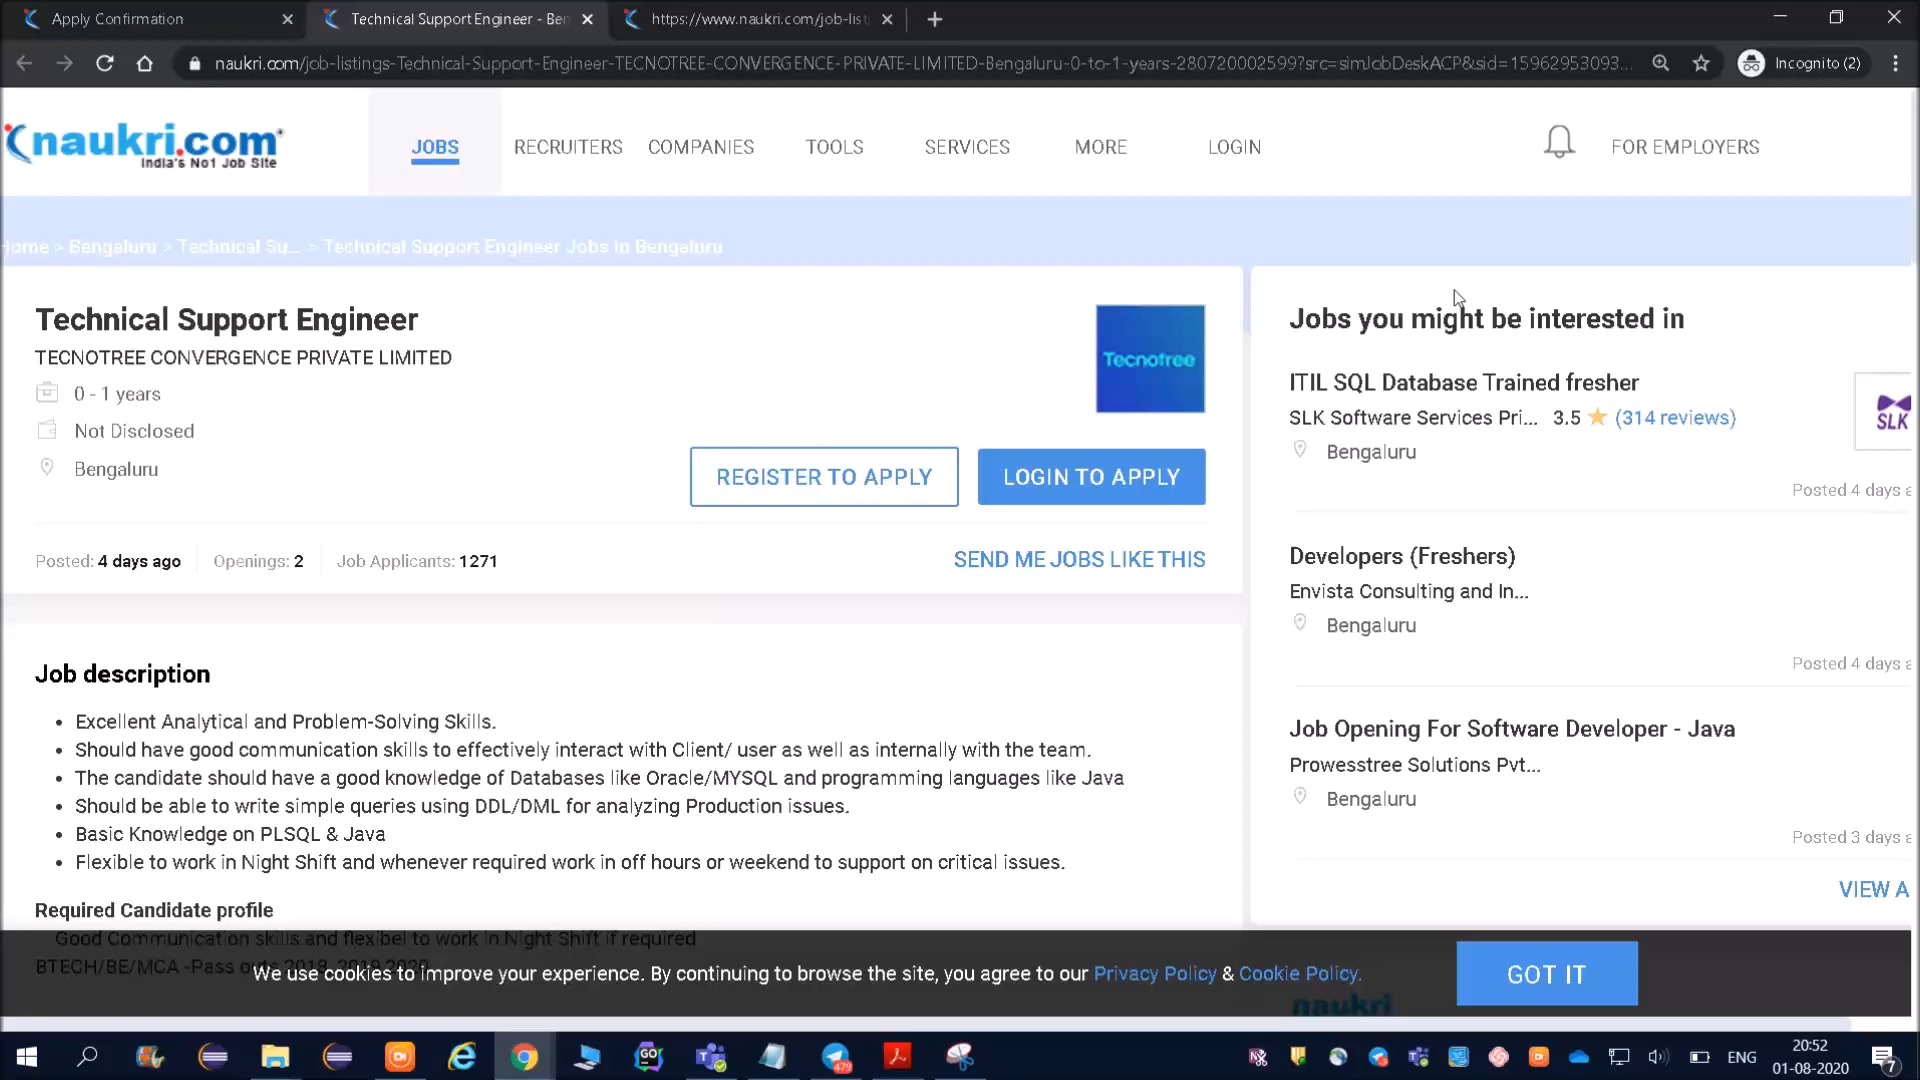 Apply Confirmation
Technical Support Engineer - Ben
https://www.naukri.com/job-list
naukri.com/job-listings-Technical-Support-Engineer-TECNOTREE-CONVERGENCE-PRIVATE-LIMITED-Bengaluru-0-to-1-years-280720002599?src=simJobDeskACP&sid=15962953093...
Incognito (2)
naukri.com
India's No1 Job Site
JOBS
RECRUITERS
COMPANIES
TOOLS
SERVICES
MORE
LOGIN
FOR EMPLOYERS
Home > Bengaluru > Technical Su... > Technical Support Engineer Jobs In Bengaluru
Technical Support Engineer
TECNOTREE CONVERGENCE PRIVATE LIMITED
0 - 1 years
Not Disclosed
Bengaluru
Tecnotree
REGISTER TO APPLY
LOGIN TO APPLY
Posted: 4 days ago
Openings: 2
Job Applicants: 1271
SEND ME JOBS LIKE THIS
Job description
• Excellent Analytical and Problem-Solving Skills.
• Should have good communication skills to effectively interact with Client/ user as well as internally with the team.
• The candidate should have a good knowledge of Databases like Oracle/MYSQL and programming languages like Java
• Should be able to write simple queries using DDL/DML for analyzing Production issues.
• Basic Knowledge on PLSQL & Java
• Flexible to work in Night Shift and whenever required work in off hours or weekend to support on critical issues.
Required Candidate profile
Good Communication skills and flexibel to work in Night Shift if required
BTECH/BE/MCA -Pass outs 2018, 2019 2020
Jobs you might be interested in
ITIL SQL Database Trained fresher
SLK Software Services Pri... 3.5 (314 reviews)
SLK
Bengaluru
Posted 4 days a
Developers (Freshers)
Envista Consulting and In...
Bengaluru
Posted 4 days a
Job Opening For Software Developer - Java
Prowesstree Solutions Pvt...
Bengaluru
Posted 3 days a
VIEW A
We use cookies to improve your experience. By continuing to browse the site, you agree to our Privacy Policy & Cookie Policy.
GOT IT
naukri
GO
479
ENG
20:52
01-08-2020
7